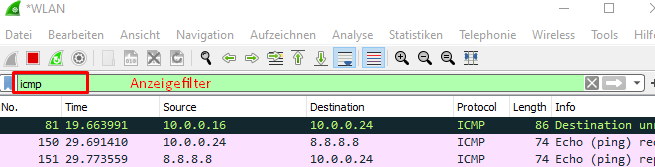 *WLAN
Datei Bearbeiten Ansicht Navigation Aufzeichnen Analyse Statistiken Telephonie Wireless Tools Hilfe
icmp Anzeigefilter
No. Time Source Destination Protocol Length Info
81 19.663991 10.0.0.16 10.0.0.24 ICMP 86 Destination unr
150 29.691410 10.0.0.24 8.8.8.8 ICMP 74 Echo (ping) req
151 29.773559 8.8.8.8 10.0.0.24 ICMP 74 Echo (ping) rep